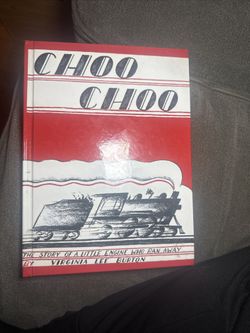 CHOO
CHOO
THE STORY OF A LITTLE ENGINE WHO RAN AWAY
BY VIRGINIA LEE BURTON